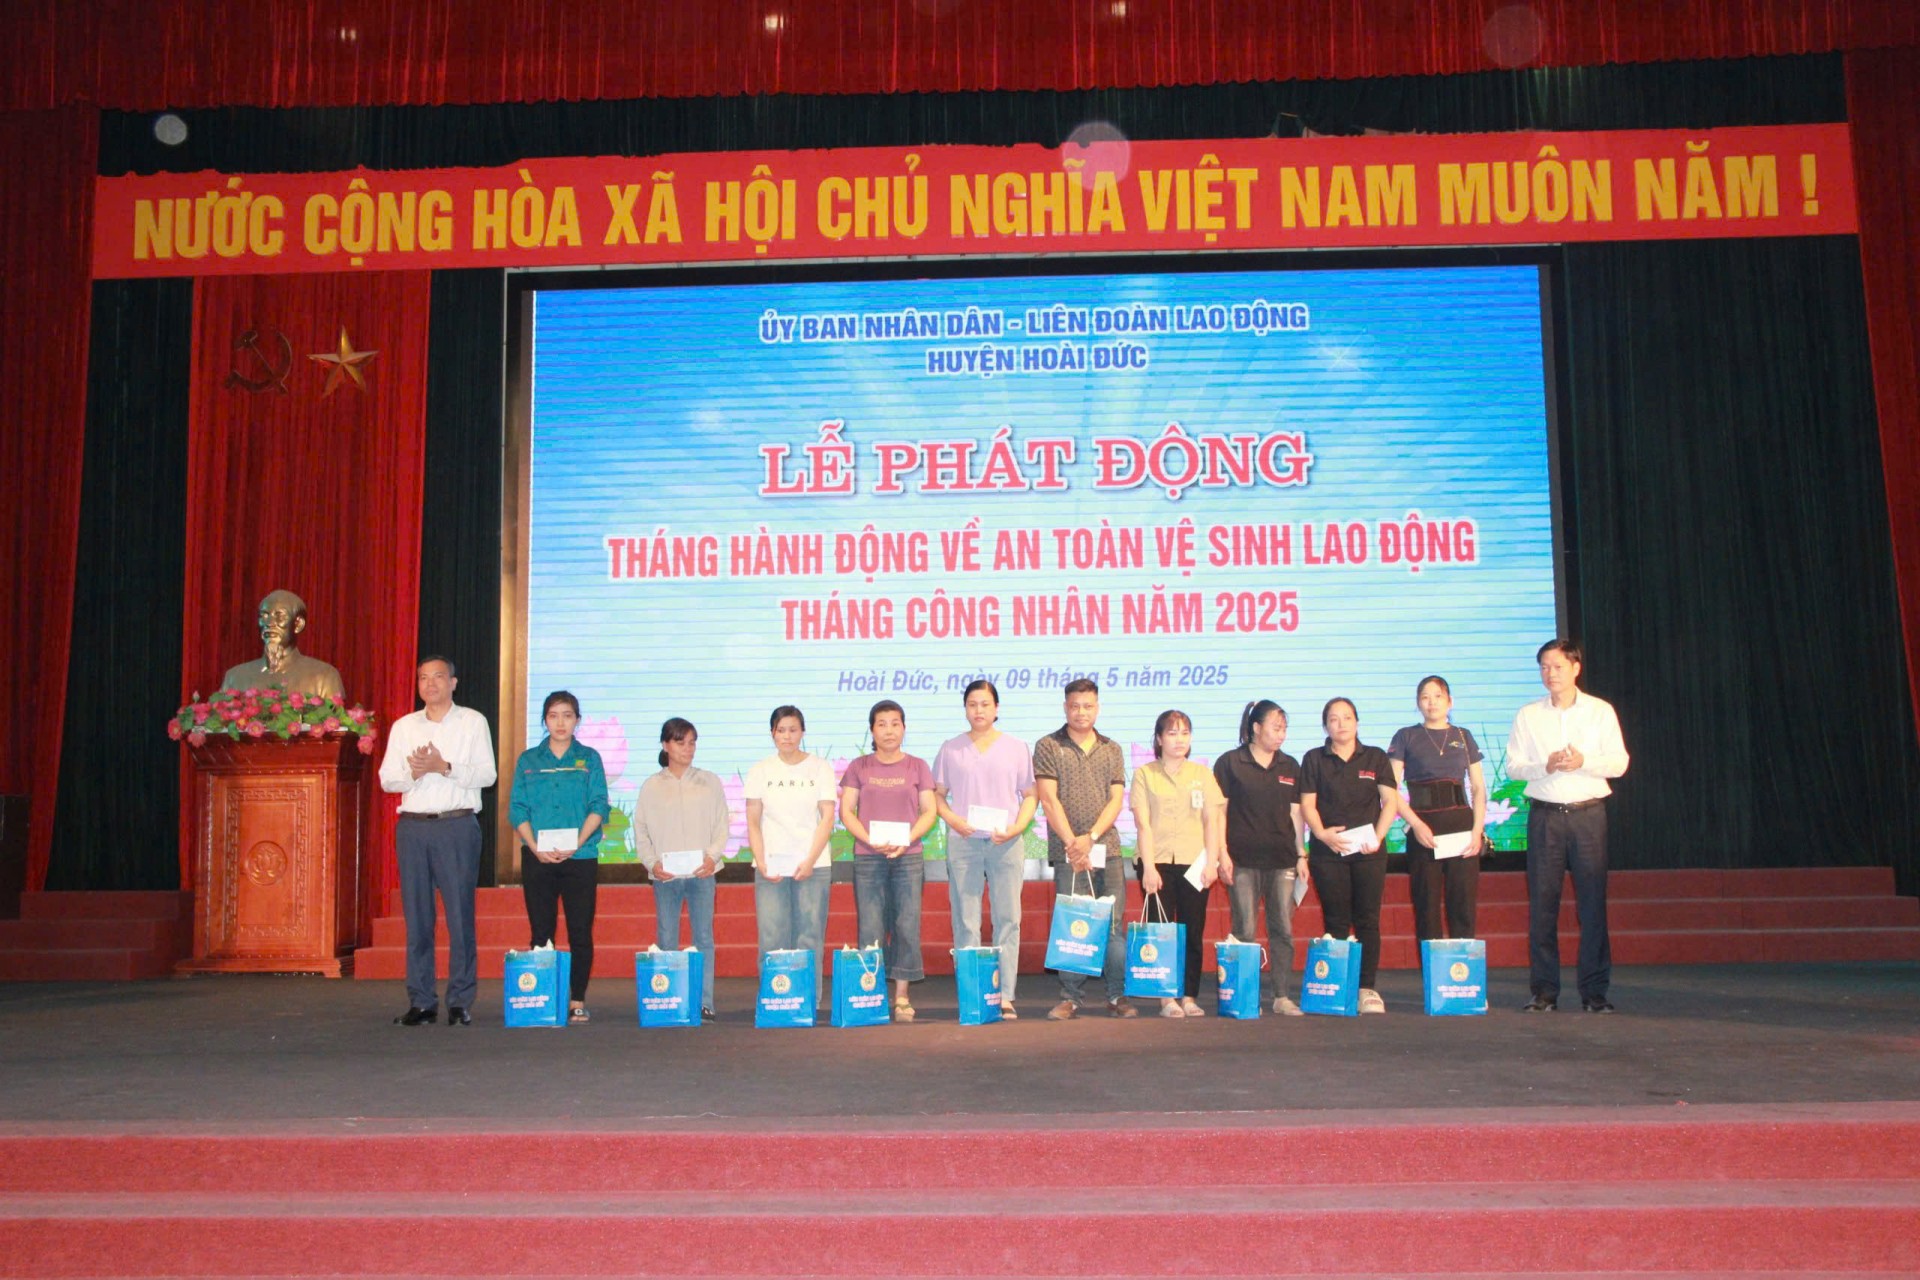 NƯỚC CỘNG HÒA XÃ HỘI CHỦ NGHĨA VIỆT NAM MUÔN NĂM !
ỦY BAN NHÂN DÂN - LIÊN ĐOÀN LAO ĐỘNG
HUYỆN HOÀI ĐỨC
LỄ PHÁT ĐỘNG
THÁNG HÀNH ĐỘNG VỀ AN TOÀN VỆ SINH LAO ĐỘNG
THÁNG CÔNG NHÂN NĂM 2025
Hoài Đức, ngày 09 tháng 5 năm 2025
PARIS